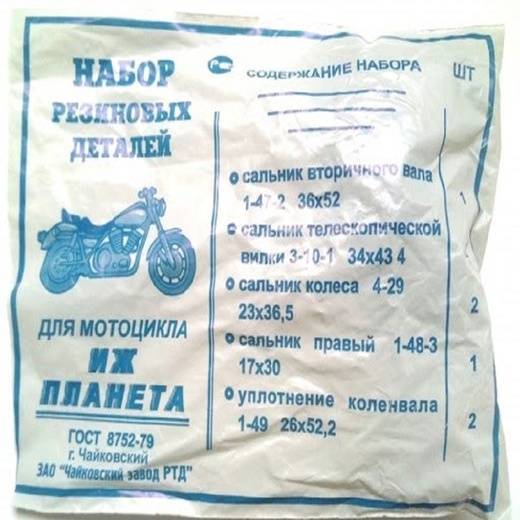 НАБОР
РЕЗИНОВЫХ
ДЕТАЛЕЙ
ДЛЯ МОТОЦИКЛА
ИЖ
ПЛАНЕТА
ГОСТ 8752-79
г. Чайковский
ЗАО "Чайковский завод РТД"
СОДЕРЖАНИЕ НАБОРА ШТ
сальник вторичного вала
1-47-2 36х52 1
сальник телескопической
вилки 3-10-1 34х43 4
сальник колеса 4-29
23х36,5 2
сальник правый 1-48-3
17х30 1
уплотнение коленвала
1-49 26х52,2 2